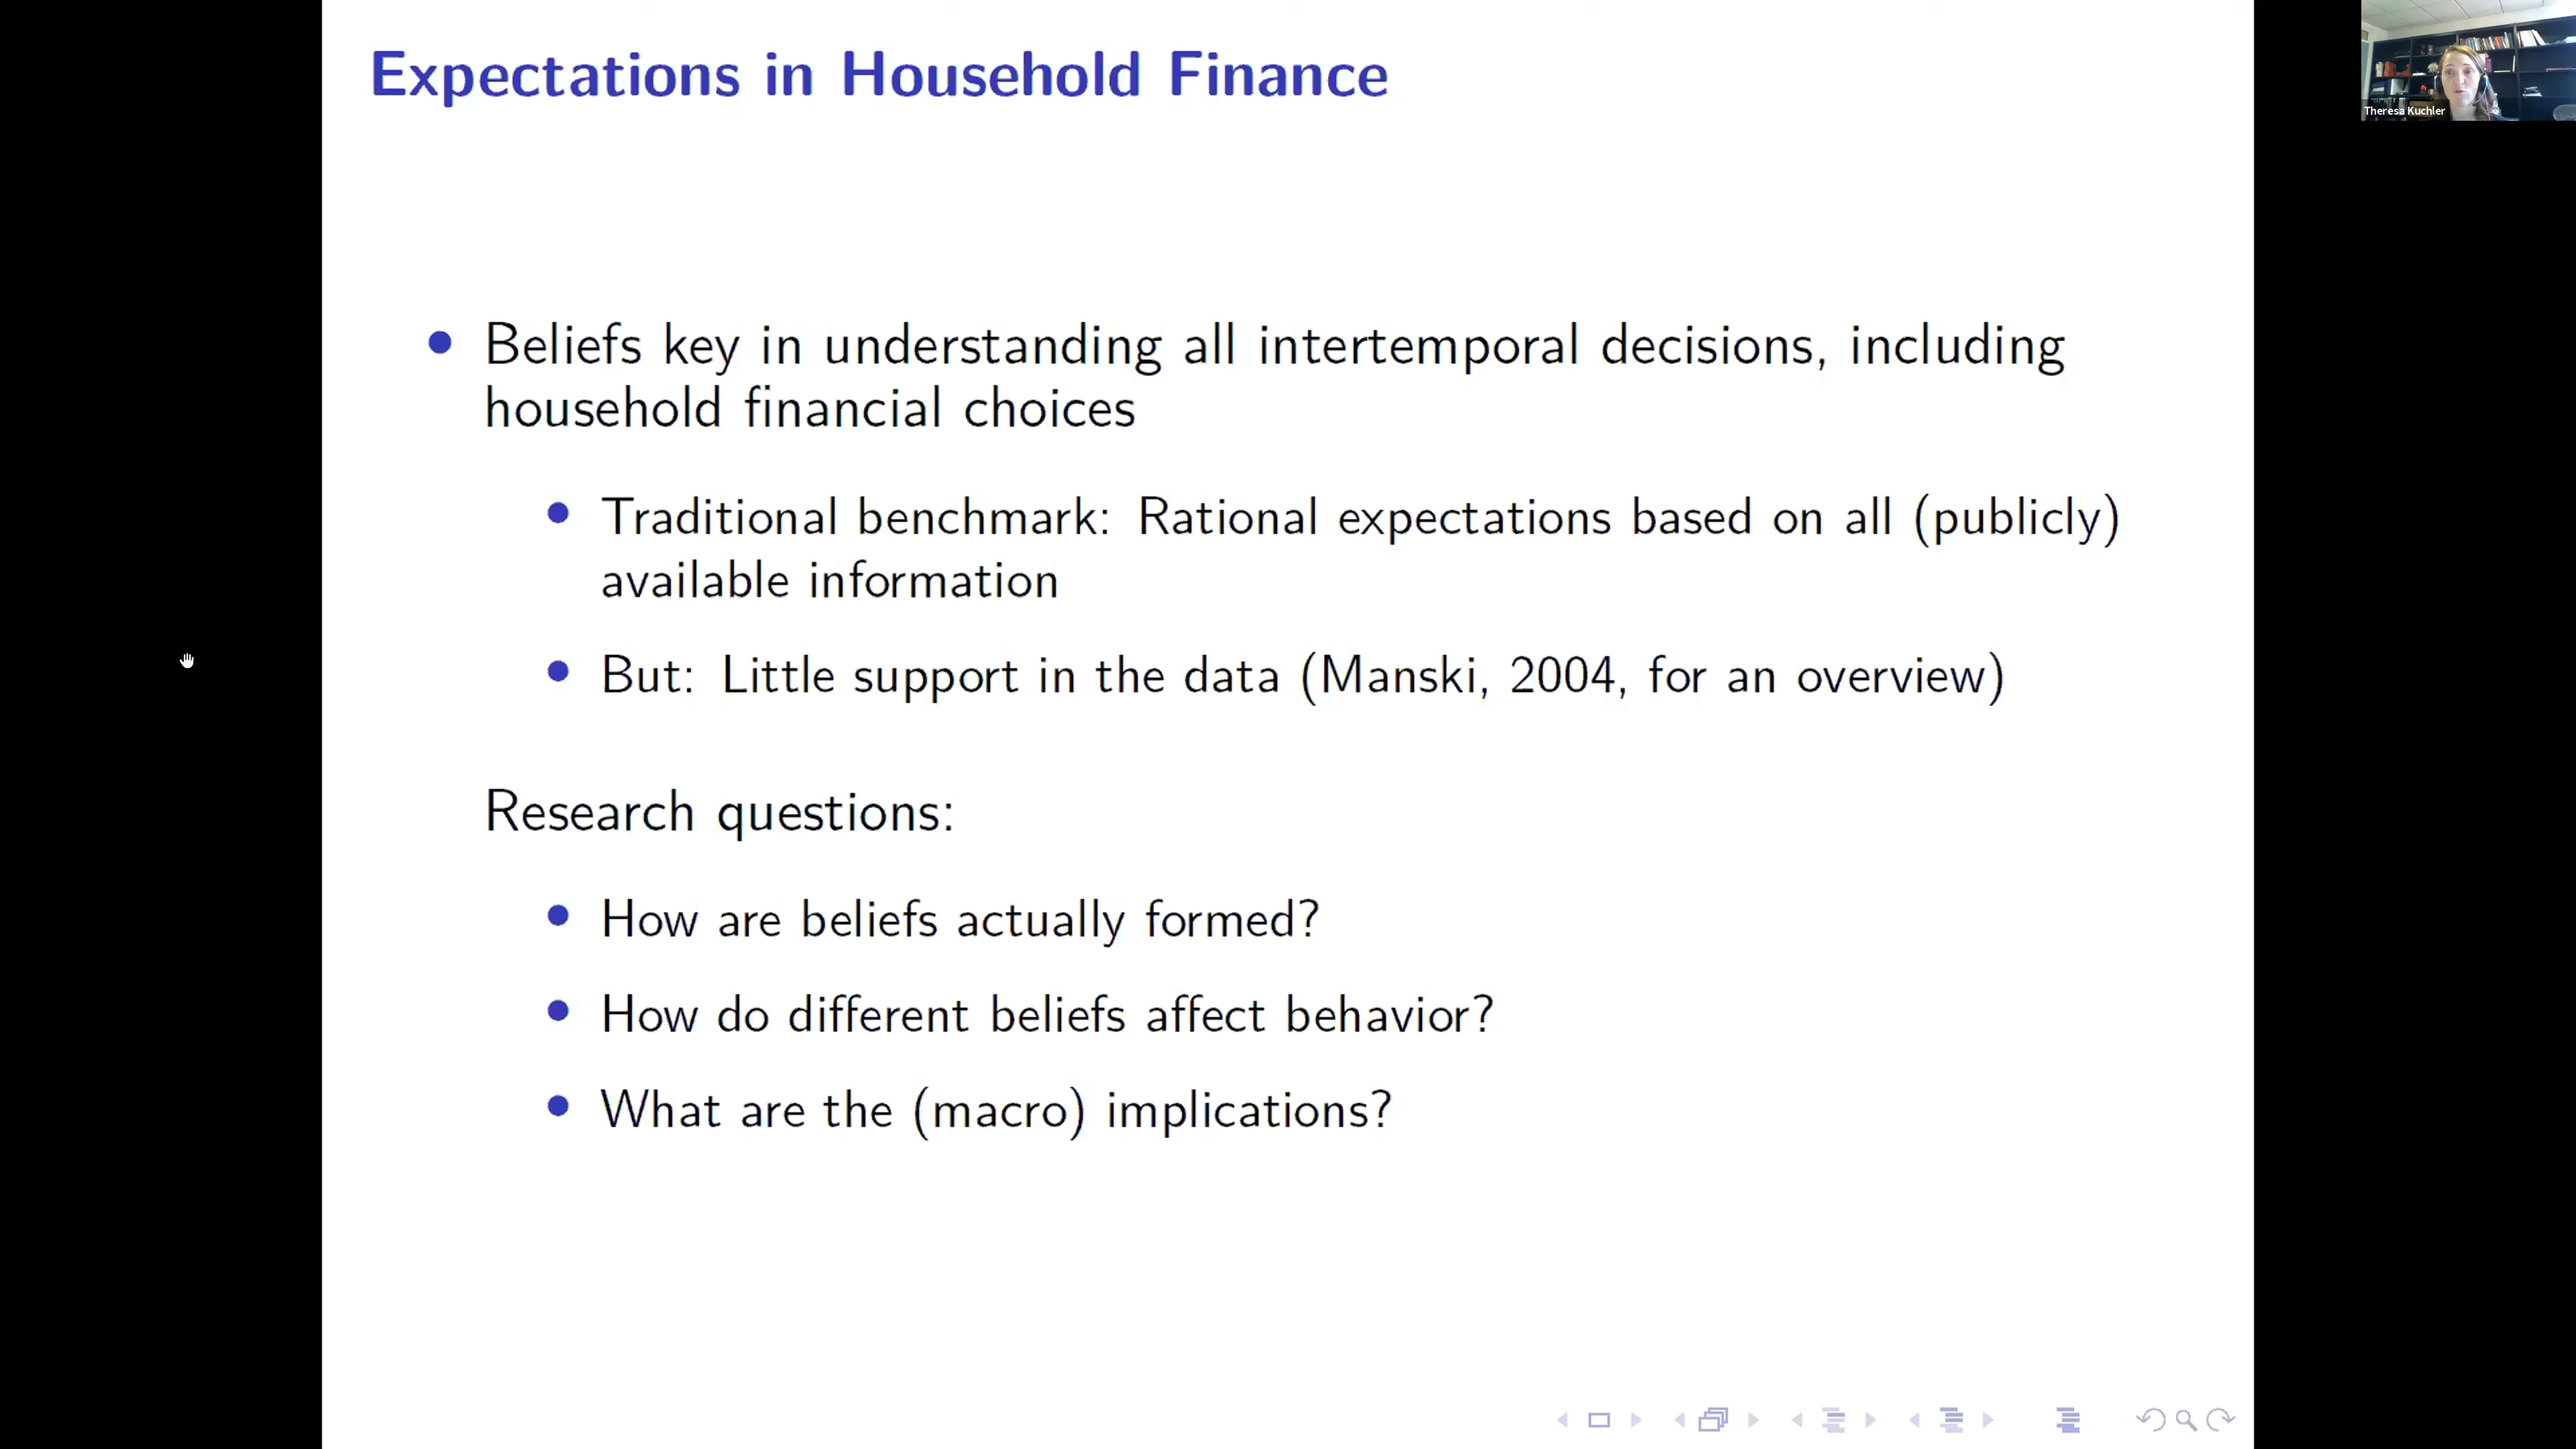 Expectations in Household Finance
Theresa Kuchler
• Beliefs key in understanding all intertemporal decisions, including
household financial choices
• Traditional benchmark: Rational expectations based on all (publicly)
available information
• But: Little support in the data (Manski, 2004, for an overview)
Research questions:
• How are beliefs actually formed?
• How do different beliefs affect behavior?
• What are the (macro) implications?